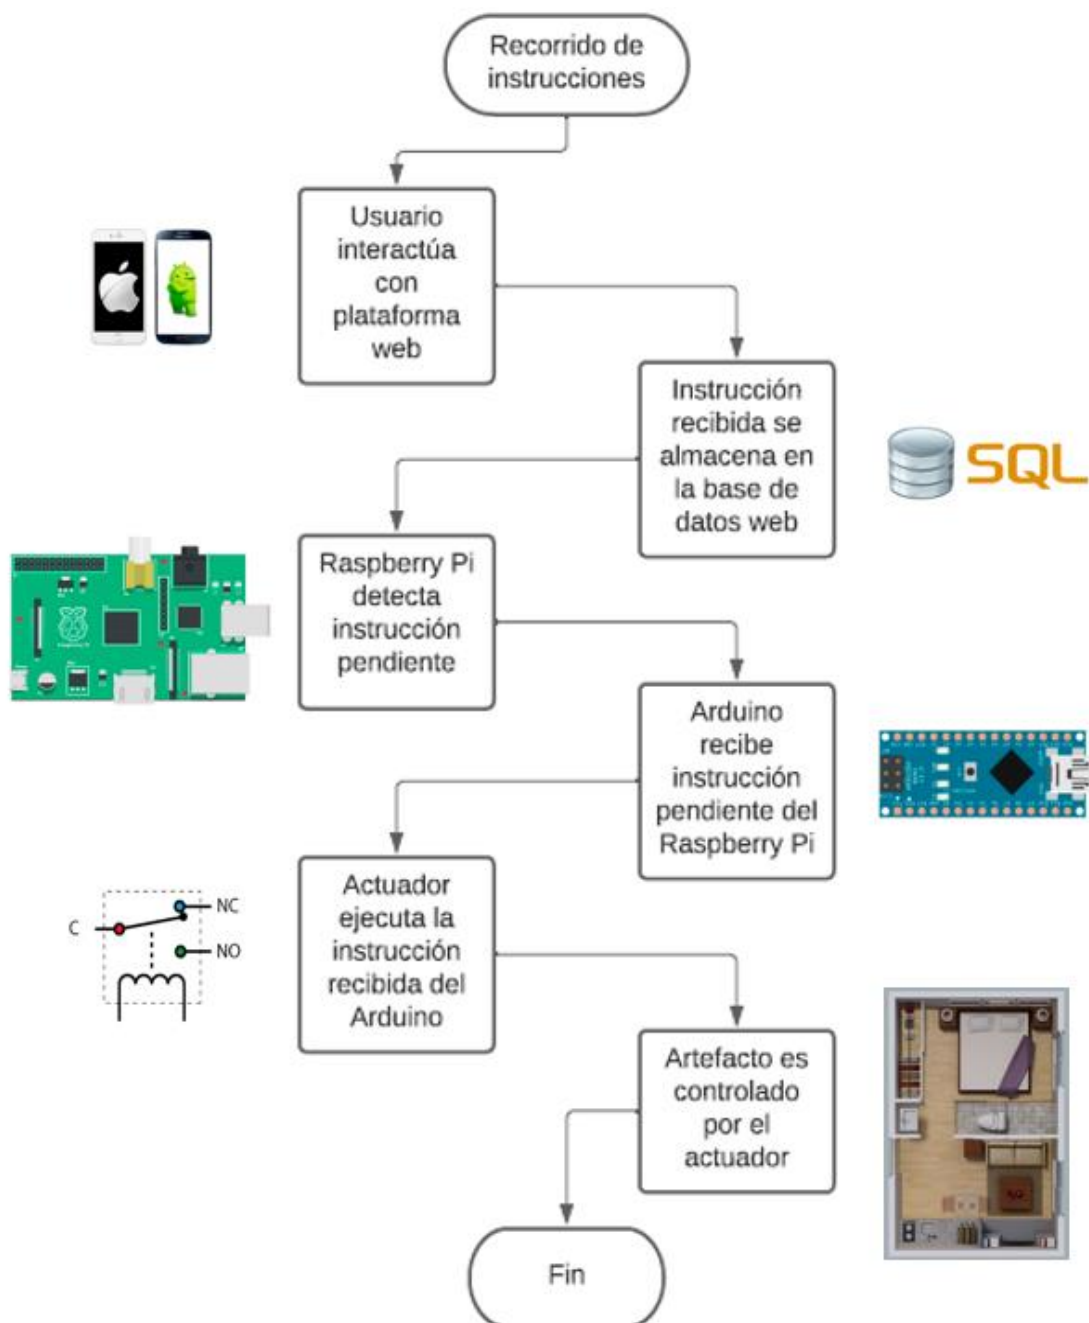 Recorrido de
instrucciones
Usuario
interactúa
con
plataforma
web
Instrucción
recibida se
almacena en
la base de
datos web
SQL
Raspberry Pi
detecta
instrucción
pendiente
Arduino
recibe
instrucción
pendiente del
Raspberry Pi
Actuador
ejecuta la
instrucción
recibida del
Arduino
C
NC
NO
Artefacto es
controlado
por el
actuador
Fin